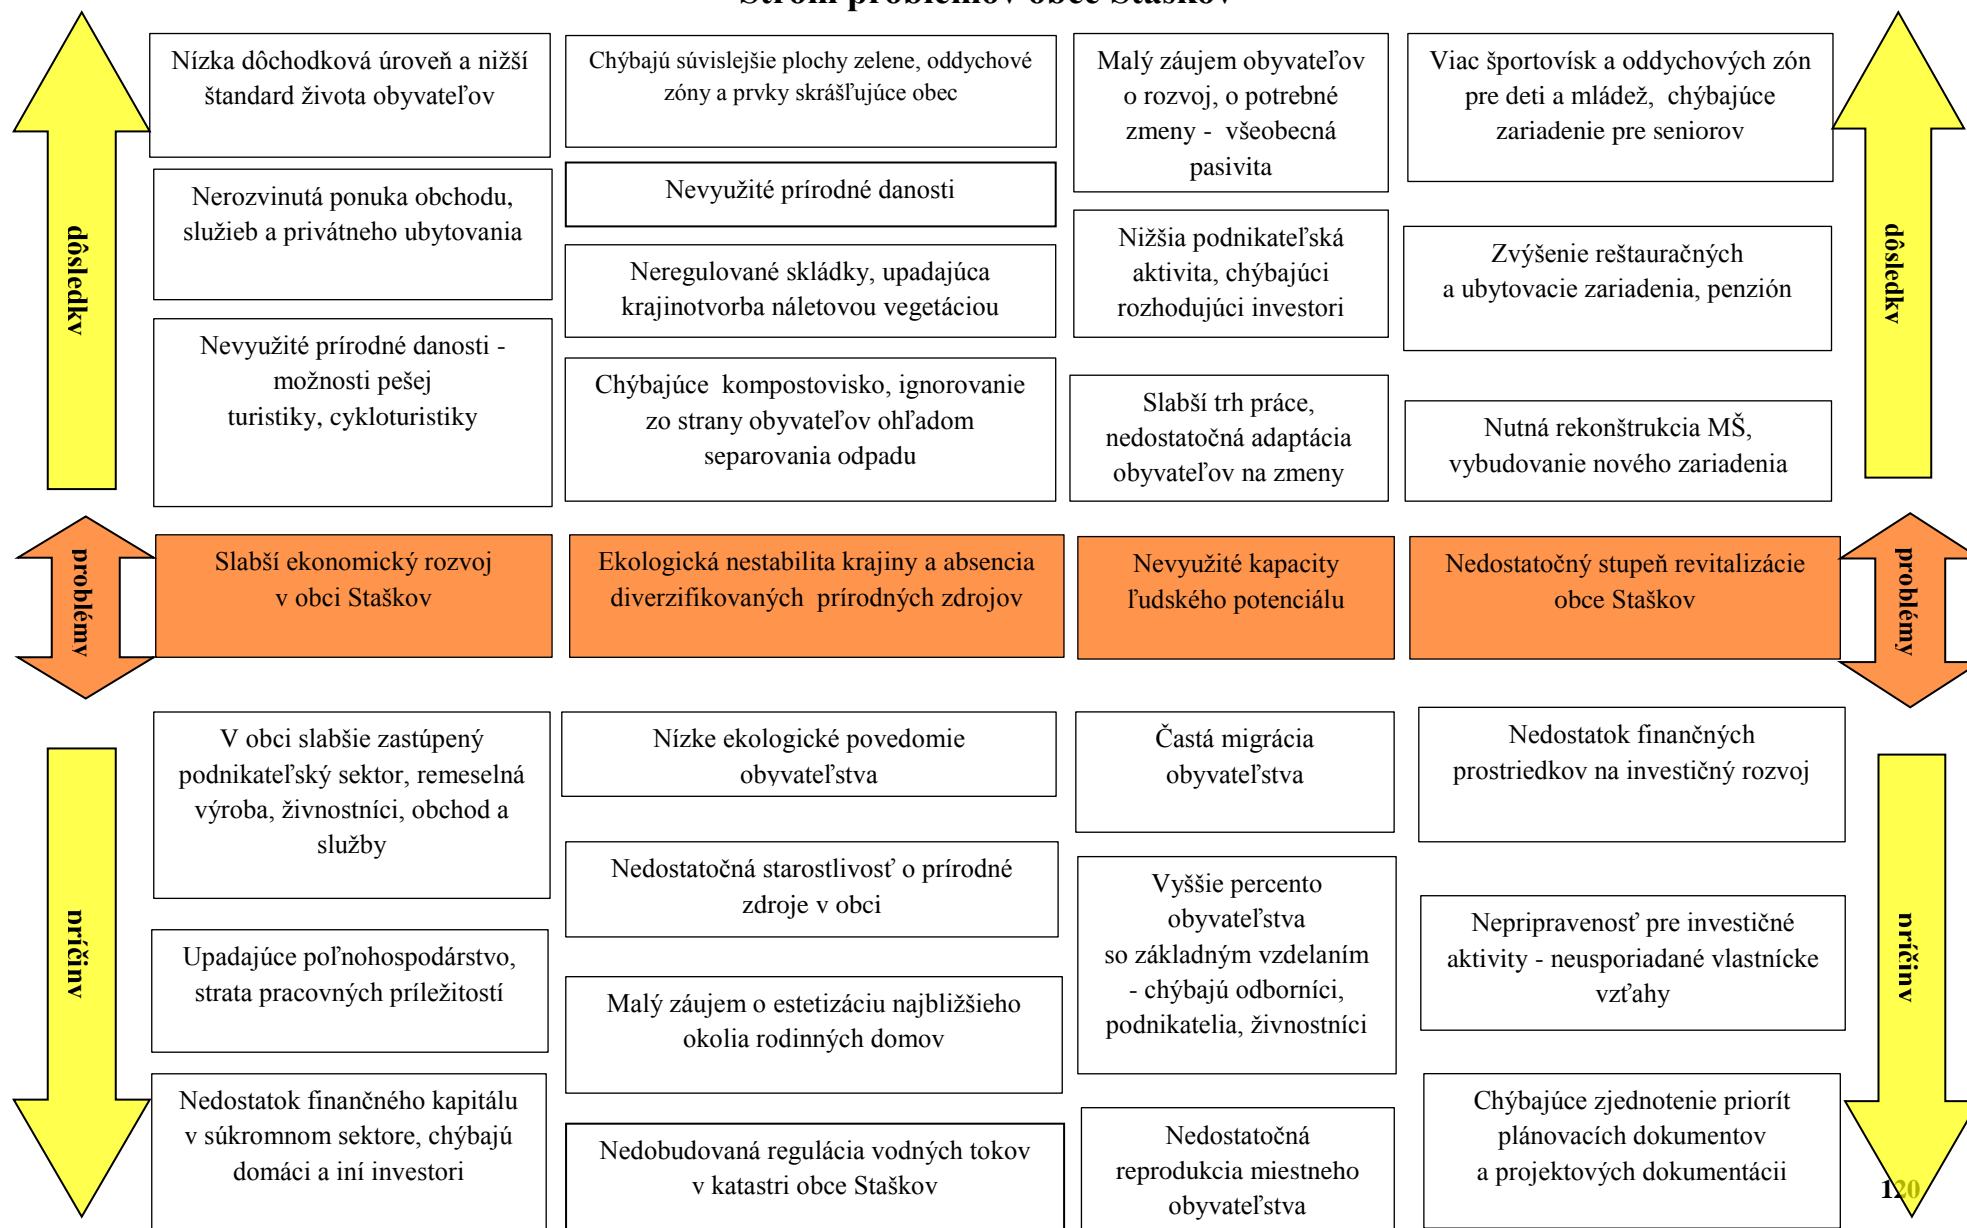 Strom problémov obce Staškov
dôsledky
Nízka dôchodková úroveň a nižší
štandard života obyvateľov
Nerozvinutá ponuka obchodu,
služieb a privátneho ubytovania
Nevyužité prírodné danosti -
možnosti pešej
turistiky, cykloturistiky
Chýbajú súvislejšie plochy zelene, oddychové
zóny a prvky skrášľujúce obec
Nevyužité prírodné danosti
Neregulované skládky, upadajúca
krajinotvorba náletovou vegetáciou
Chýbajúce kompostovisko, ignorovanie
zo strany obyvateľov ohľadom
separovania odpadu
Malý záujem obyvateľov
o rozvoj, o potrebné
zmeny - všeobecná
pasivita
Nižšia podnikateľská
aktivita, chýbajúci
rozhodujúci investori
Slabší trh práce,
nedostatočná adaptácia
obyvateľov na zmeny
Viac športovísk a oddychových zón
pre deti a mládež, chýbajúce
zariadenie pre seniorov
Zvýšenie reštauračných
a ubytovacie zariadenia, penzión
Nutná rekonštrukcia MŠ,
vybudovanie nového zariadenia
dôsledky
problémy
Slabší ekonomický rozvoj
v obci Staškov
Ekologická nestabilita krajiny a absencia
diverzifikovaných prírodných zdrojov
Nevyužité kapacity
ľudského potenciálu
Nedostatočný stupeň revitalizácie
obce Staškov
problémy
príčiny
V obci slabšie zastúpený
podnikateľský sektor, remeselná
výroba, živnostníci, obchod a
služby
Upadajúce poľnohospodárstvo,
strata pracovných príležitostí
Nedostatok finančného kapitálu
v súkromnom sektore, chýbajú
domáci a iní investori
Nízke ekologické povedomie
obyvateľstva
Nedostatočná starostlivosť o prírodné
zdroje v obci
Malý záujem o estetizáciu najbližšieho
okolia rodinných domov
Nedobudovaná regulácia vodných tokov
v katastri obce Staškov
Častá migrácia
obyvateľstva
Vyššie percento
obyvateľstva
so základným vzdelaním
- chýbajú odborníci,
podnikatelia, živnostníci
Nedostatočná
reprodukcia miestneho
obyvateľstva
Nedostatok finančných
prostriedkov na investičný rozvoj
Nepripravenosť pre investičné
aktivity - neusporiadané vlastnícke
vzťahy
Chýbajúce zjednotenie priorít
plánovacích dokumentov
a projektových dokumentácii
príčiny
120